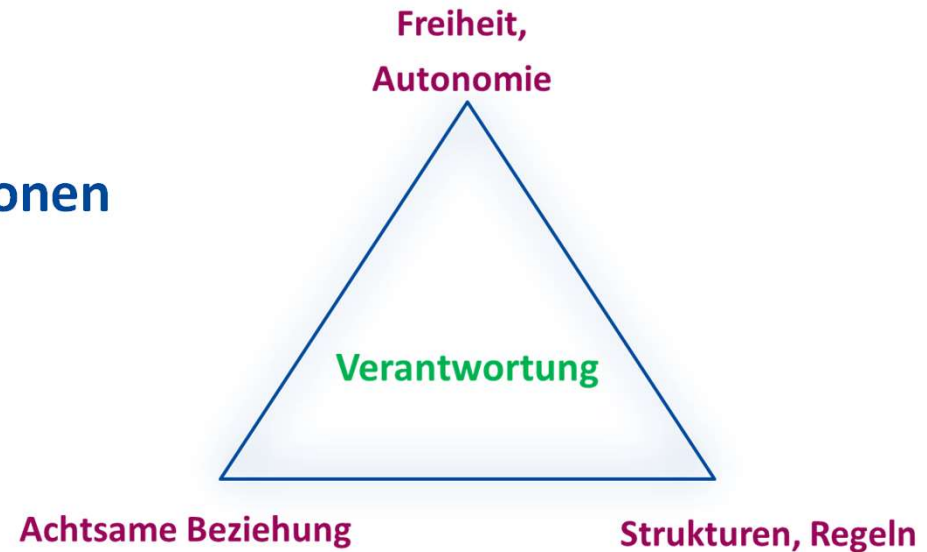 Freiheit,
Autonomie
onen
Verantwortung
Achtsame Beziehung
Strukturen, Regeln